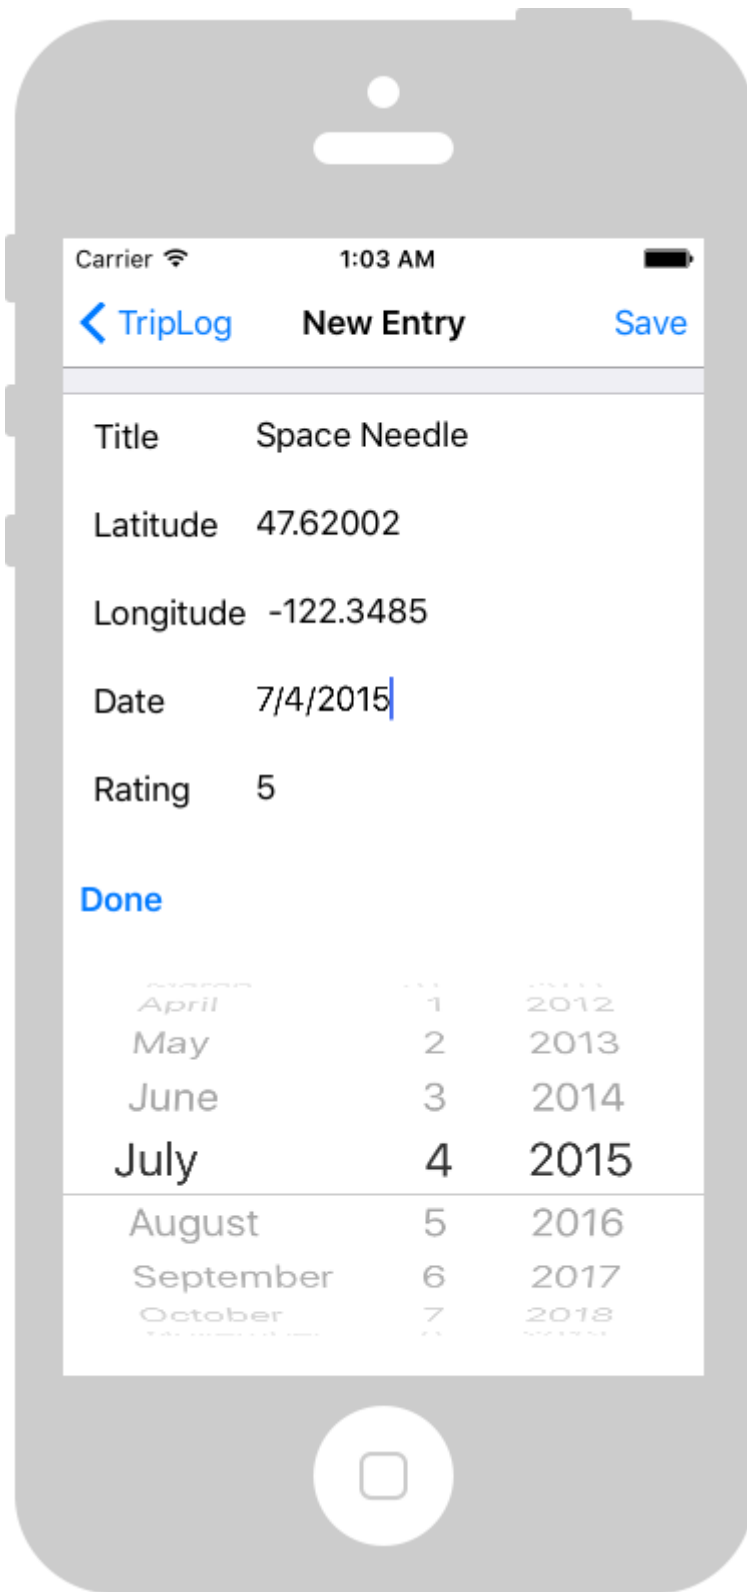 Carrier 1:03 AM
TripLog New Entry Save
Title Space Needle
Latitude 47.62002
Longitude -122.3485
Date 7/4/2015
Rating 5
Done
April 1 2012
May 2 2013
June 3 2014
July 4 2015
August 5 2016
September 6 2017
October 7 2018